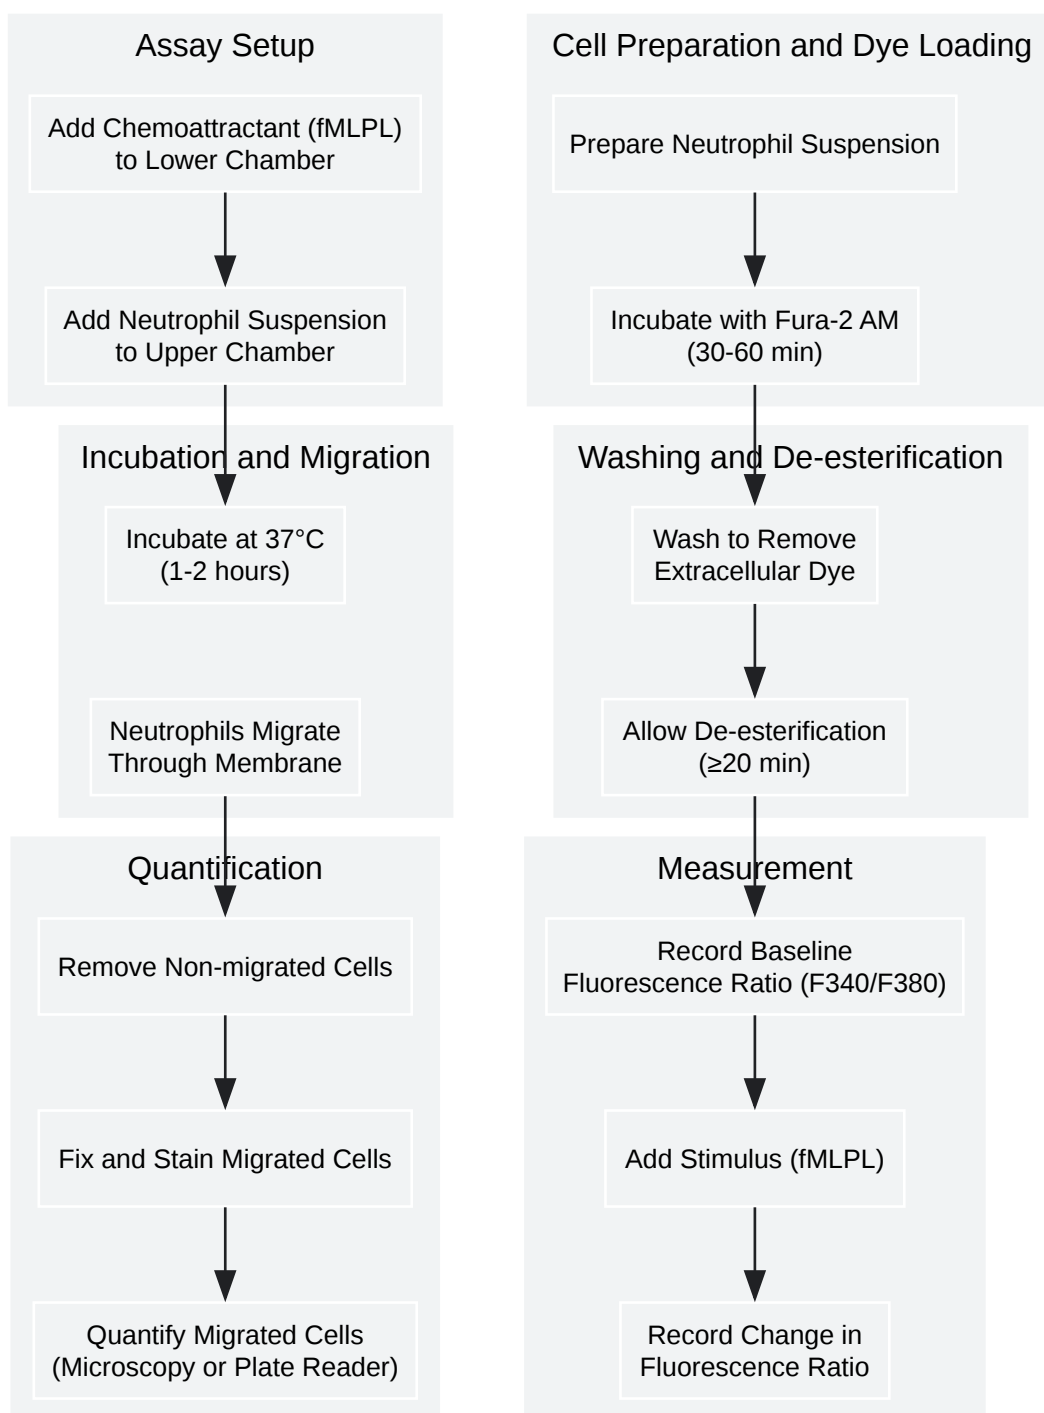 Assay Setup
Add Chemoattractant (fMLPL)
to Lower Chamber
Add Neutrophil Suspension
to Upper Chamber
Incubation and Migration
Incubate at 37°C
(1-2 hours)
Neutrophils Migrate
Through Membrane
Quantification
Remove Non-migrated Cells
Fix and Stain Migrated Cells
Quantify Migrated Cells
(Microscopy or Plate Reader)
Cell Preparation and Dye Loading
Prepare Neutrophil Suspension
Incubate with Fura-2 AM
(30-60 min)
Washing and De-esterification
Wash to Remove
Extracellular Dye
Allow De-esterification
(≥20 min)
Measurement
Record Baseline
Fluorescence Ratio (F340/F380)
Add Stimulus (fMLPL)
Record Change in
Fluorescence Ratio